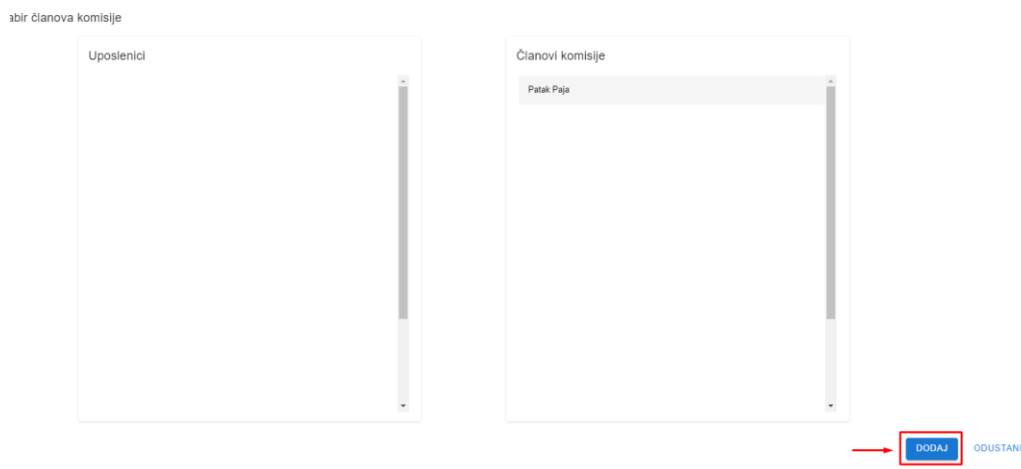 abir članova komisije
Uposlenici
Članovi komisije
Patak Paja
DODAJ
ODUSTANI